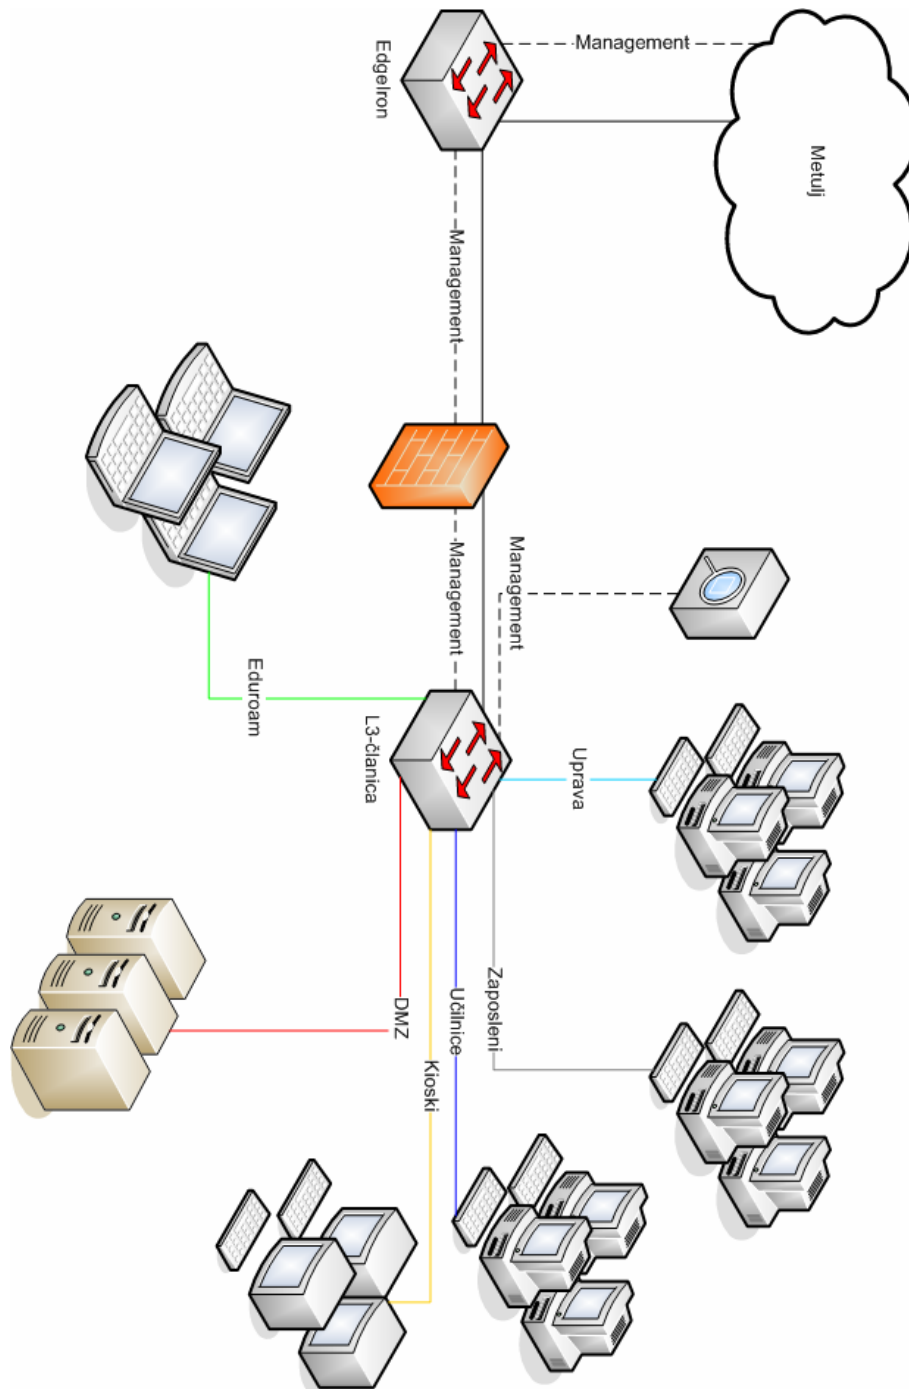 Metulj
Management
EdgeIron
Management
Management
Management
L3-članica
Eduroam
Uprava
Zaposleni
Učilnice
Kioski
DMZ